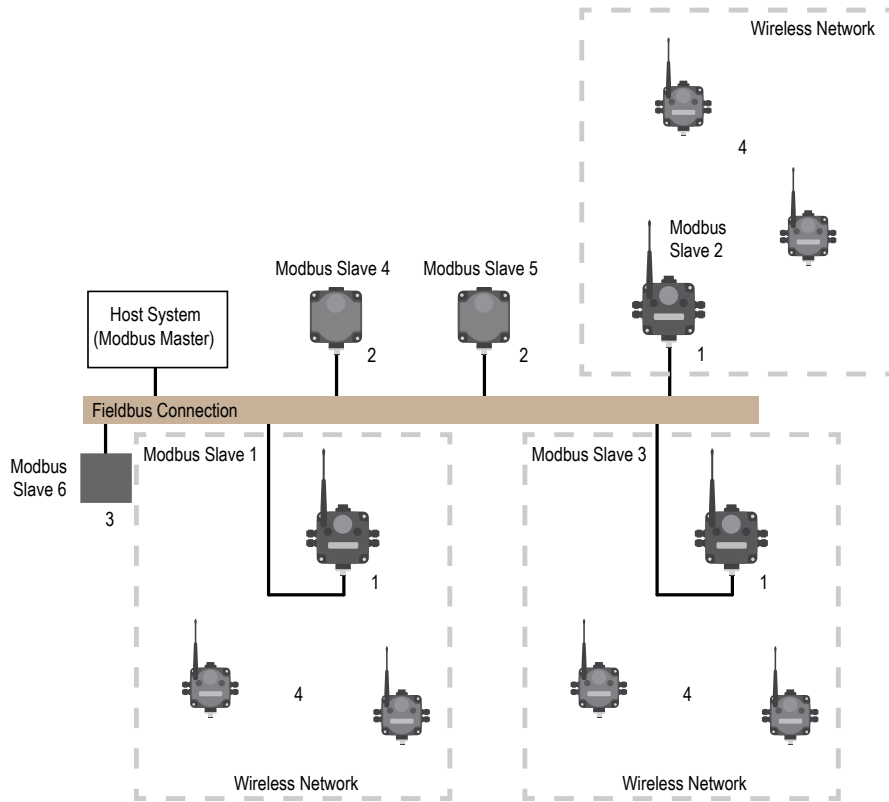 Wireless Network
4
Modbus
Slave 2
1
Modbus Slave 4
2
Modbus Slave 5
2
Host System
(Modbus Master)
Fieldbus Connection
Modbus
Slave 6
3
Modbus Slave 1
1
4
Wireless Network
Modbus Slave 3
1
4
Wireless Network